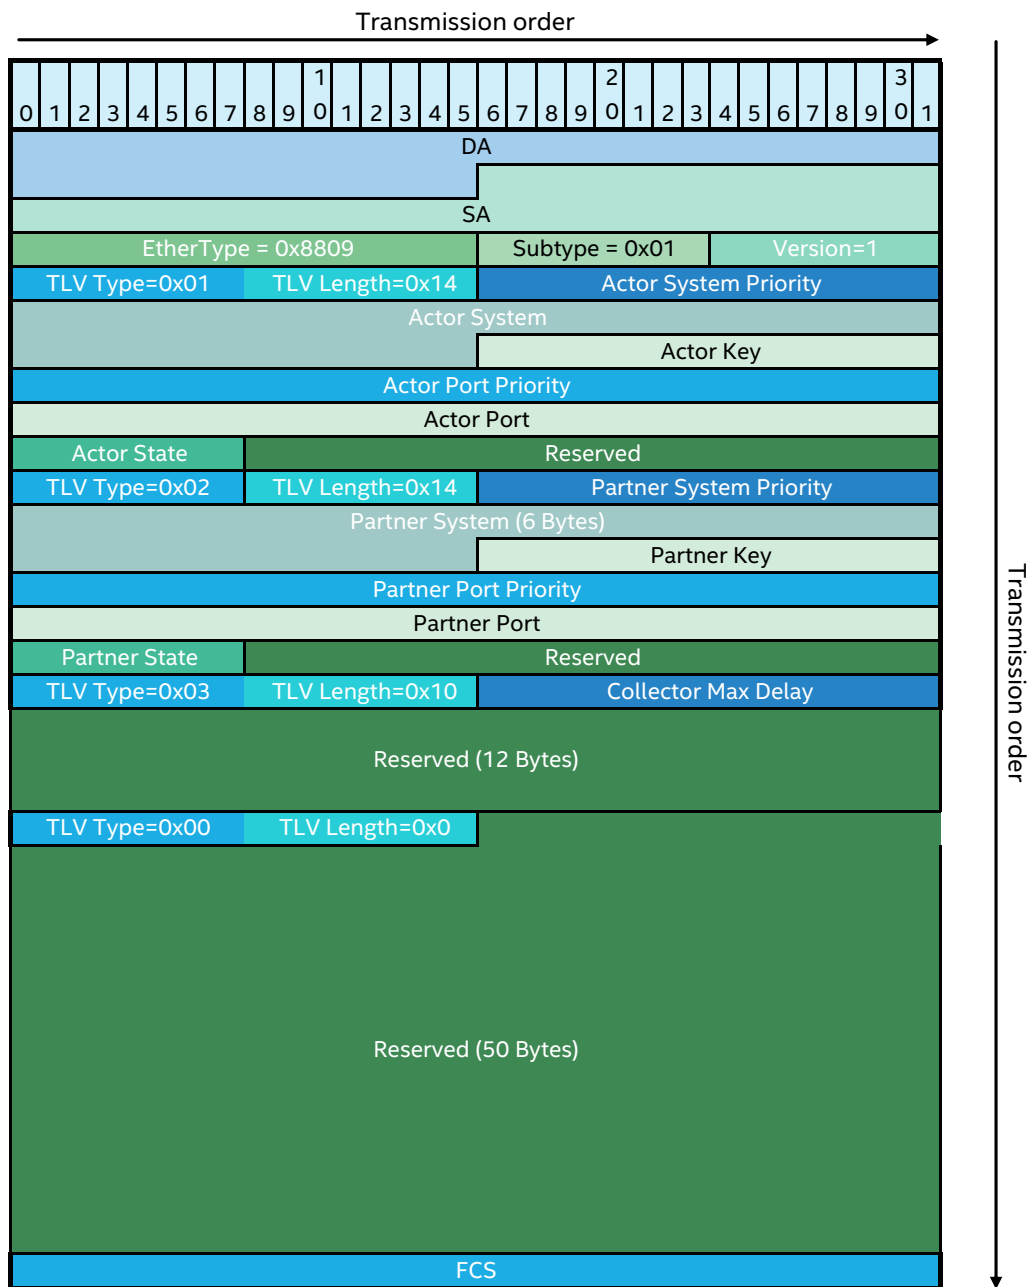 Transmission order
1 2 3
0 1 2 3 4 5 6 7 8 9 0 1 2 3 4 5 6 7 8 9 0 1 2 3 4 5 6 7 8 9 0 1
DA
SA
EtherType = 0x8809 Subtype = 0x01 Version=1
TLV Type=0x01 TLV Length=0x14 Actor System Priority
Actor System
Actor Key
Actor Port Priority
Actor Port
Actor State Reserved
TLV Type=0x02 TLV Length=0x14 Partner System Priority
Partner System (6 Bytes)
Partner Key
Partner Port Priority
Partner Port
Partner State Reserved
TLV Type=0x03 TLV Length=0x10 Collector Max Delay
Reserved (12 Bytes)
TLV Type=0x00 TLV Length=0x0
Reserved (50 Bytes)
FCS
Transmission order